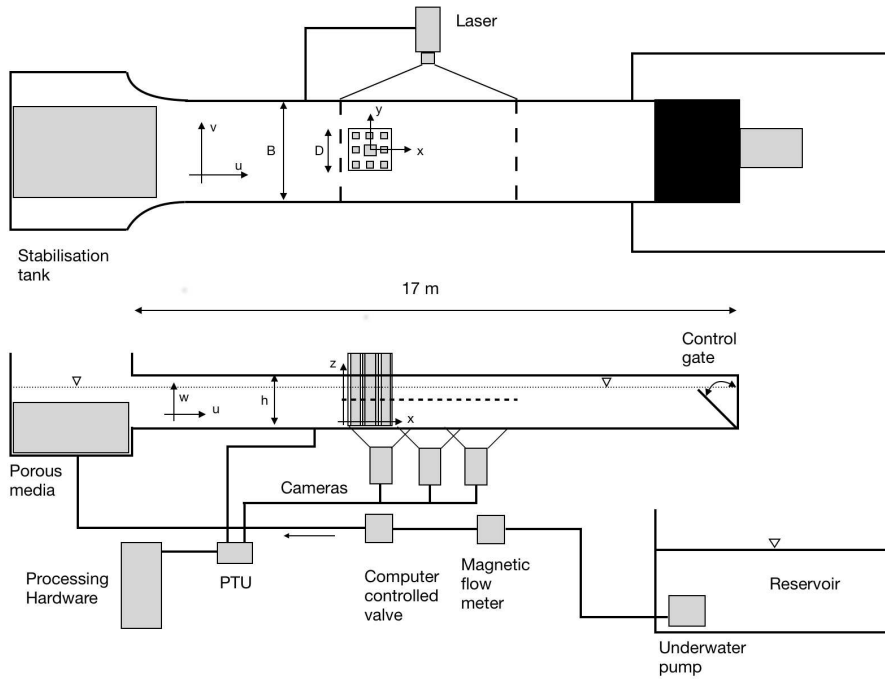 Laser
y
v
B
D
x
u
Stabilisation
tank
17 m
Control
gate
z
w
h
u
x
Porous
media
Cameras
Processing
Hardware
PTU
Computer
controlled
valve
Magnetic
flow
meter
Reservoir
Underwater
pump